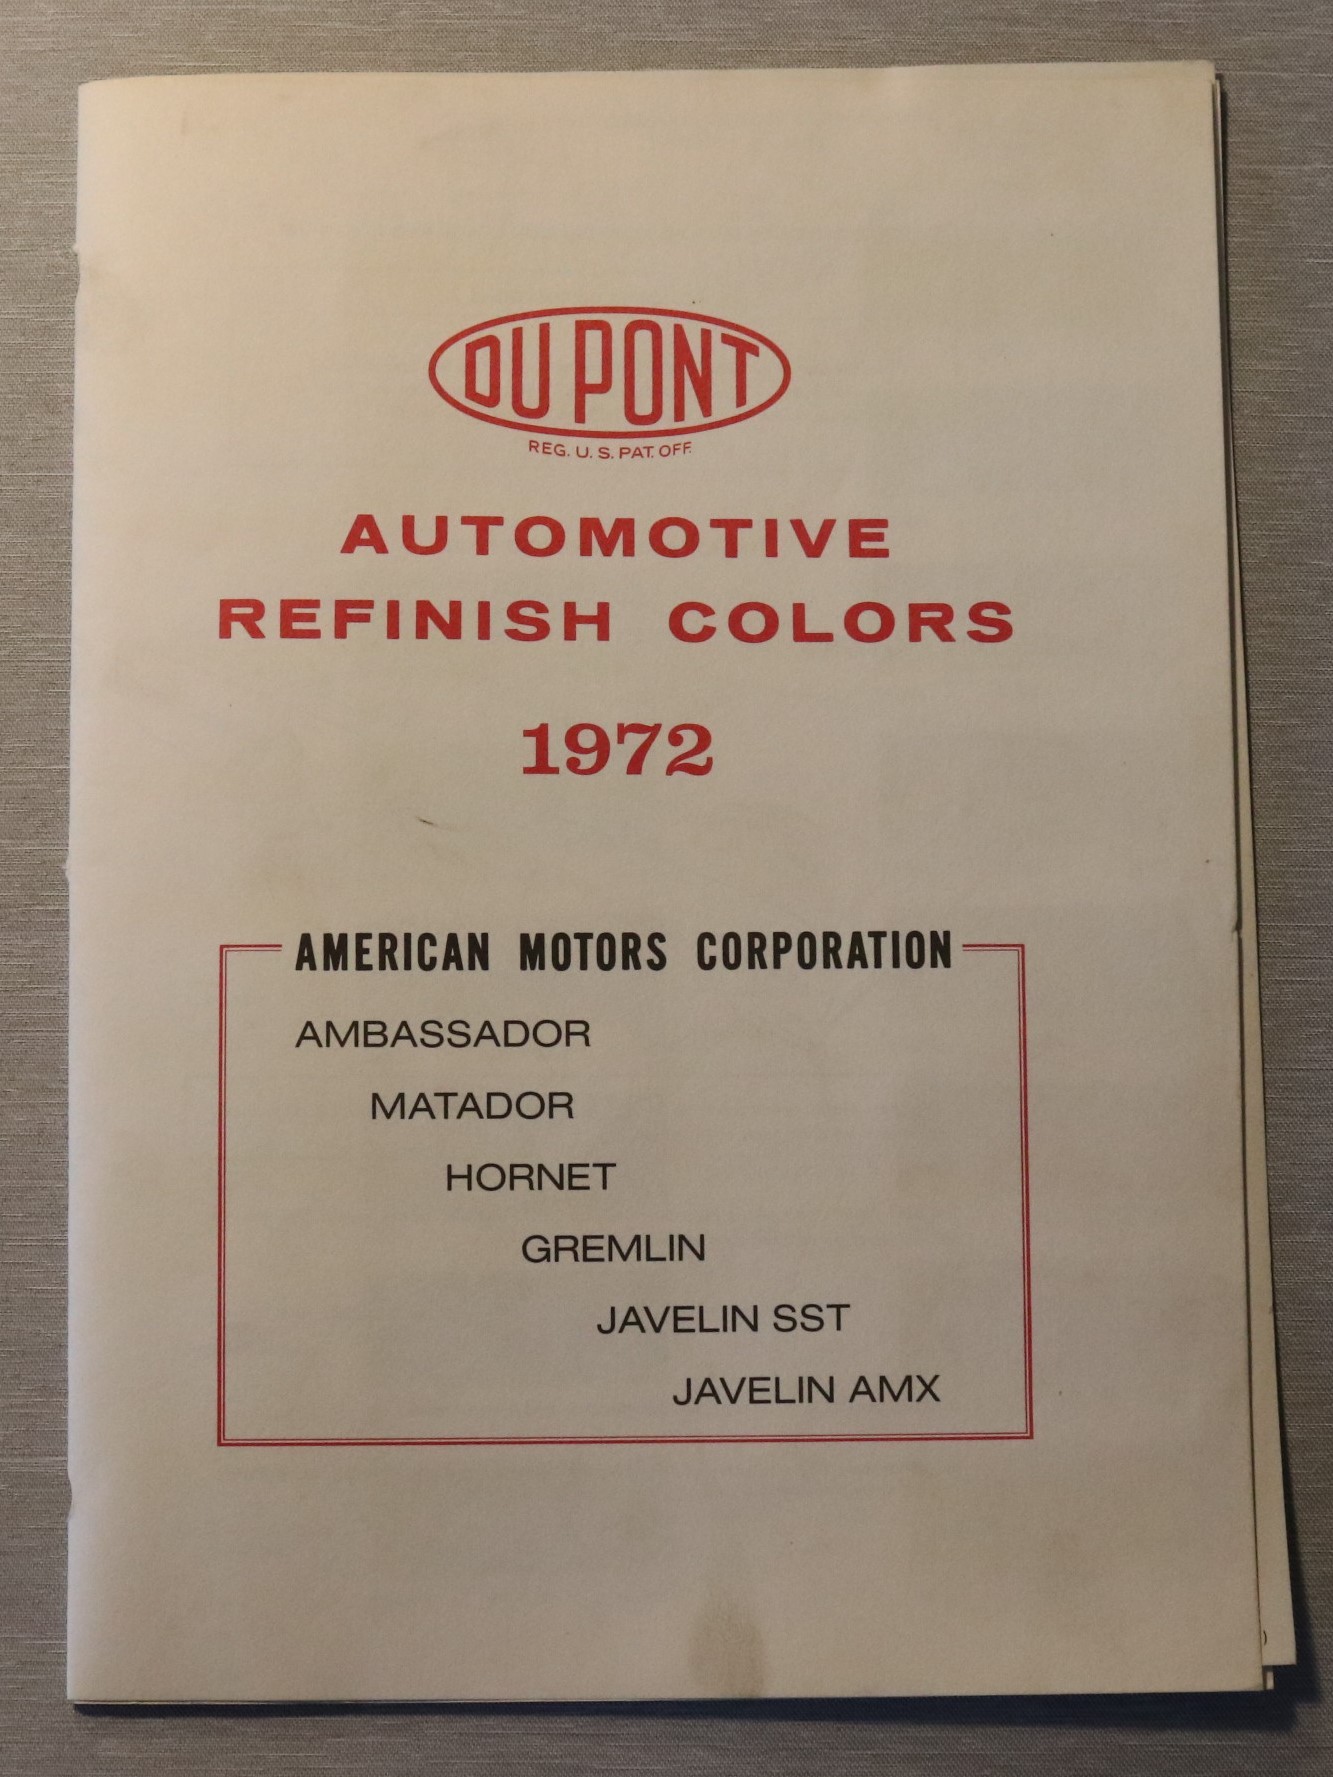 DU PONT
REG. U. S. PAT. OFF.
AUTOMOTIVE
REFINISH COLORS
1972
AMERICAN MOTORS CORPORATION
AMBASSADOR
MATADOR
HORNET
GREMLIN
JAVELIN SST
JAVELIN AMX
)